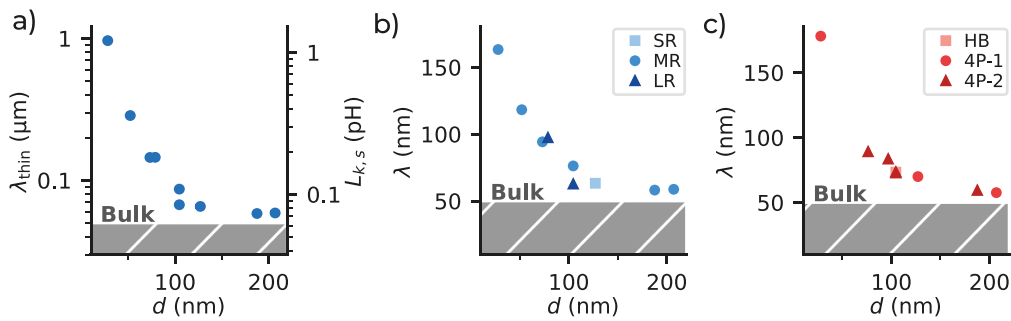 a)
1
0.1
λthin (μm)
1
0.1
Lk,s (pH)
Bulk
100
200
d (nm)
b)
150
100
50
λ (nm)
SR
MR
LR
Bulk
0
100
200
d (nm)
c)
150
100
50
λ (nm)
HB
4P-1
4P-2
Bulk
0
100
200
d (nm)